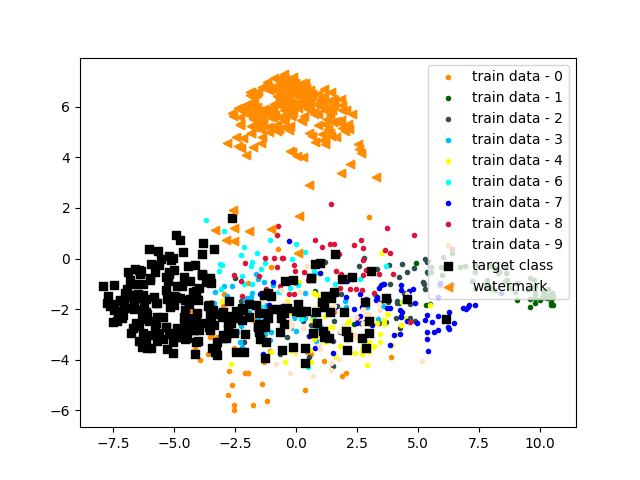 train data - 0
train data - 1
train data - 2
train data - 3
train data - 4
train data - 6
train data - 7
train data - 8
train data - 9
target class
watermark
6
4
2
0
−2
−4
−6
−7.5 −5.0 −2.5 0.0 2.5 5.0 7.5 10.0